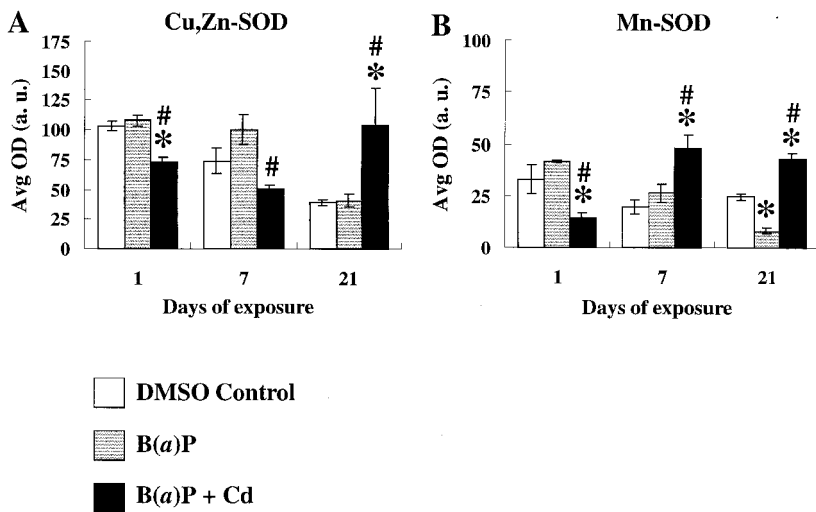 A
Cu,Zn-SOD
Avg OD (a. u.)
175
150
125
100
75
50
25
0
#
*
#
#
*
1 7 21
Days of exposure
B
Mn-SOD
Avg OD (a. u.)
100
75
50
25
0
#
*
#
*
*
#
*
1 7 21
Days of exposure
DMSO Control
B(a)P
B(a)P + Cd